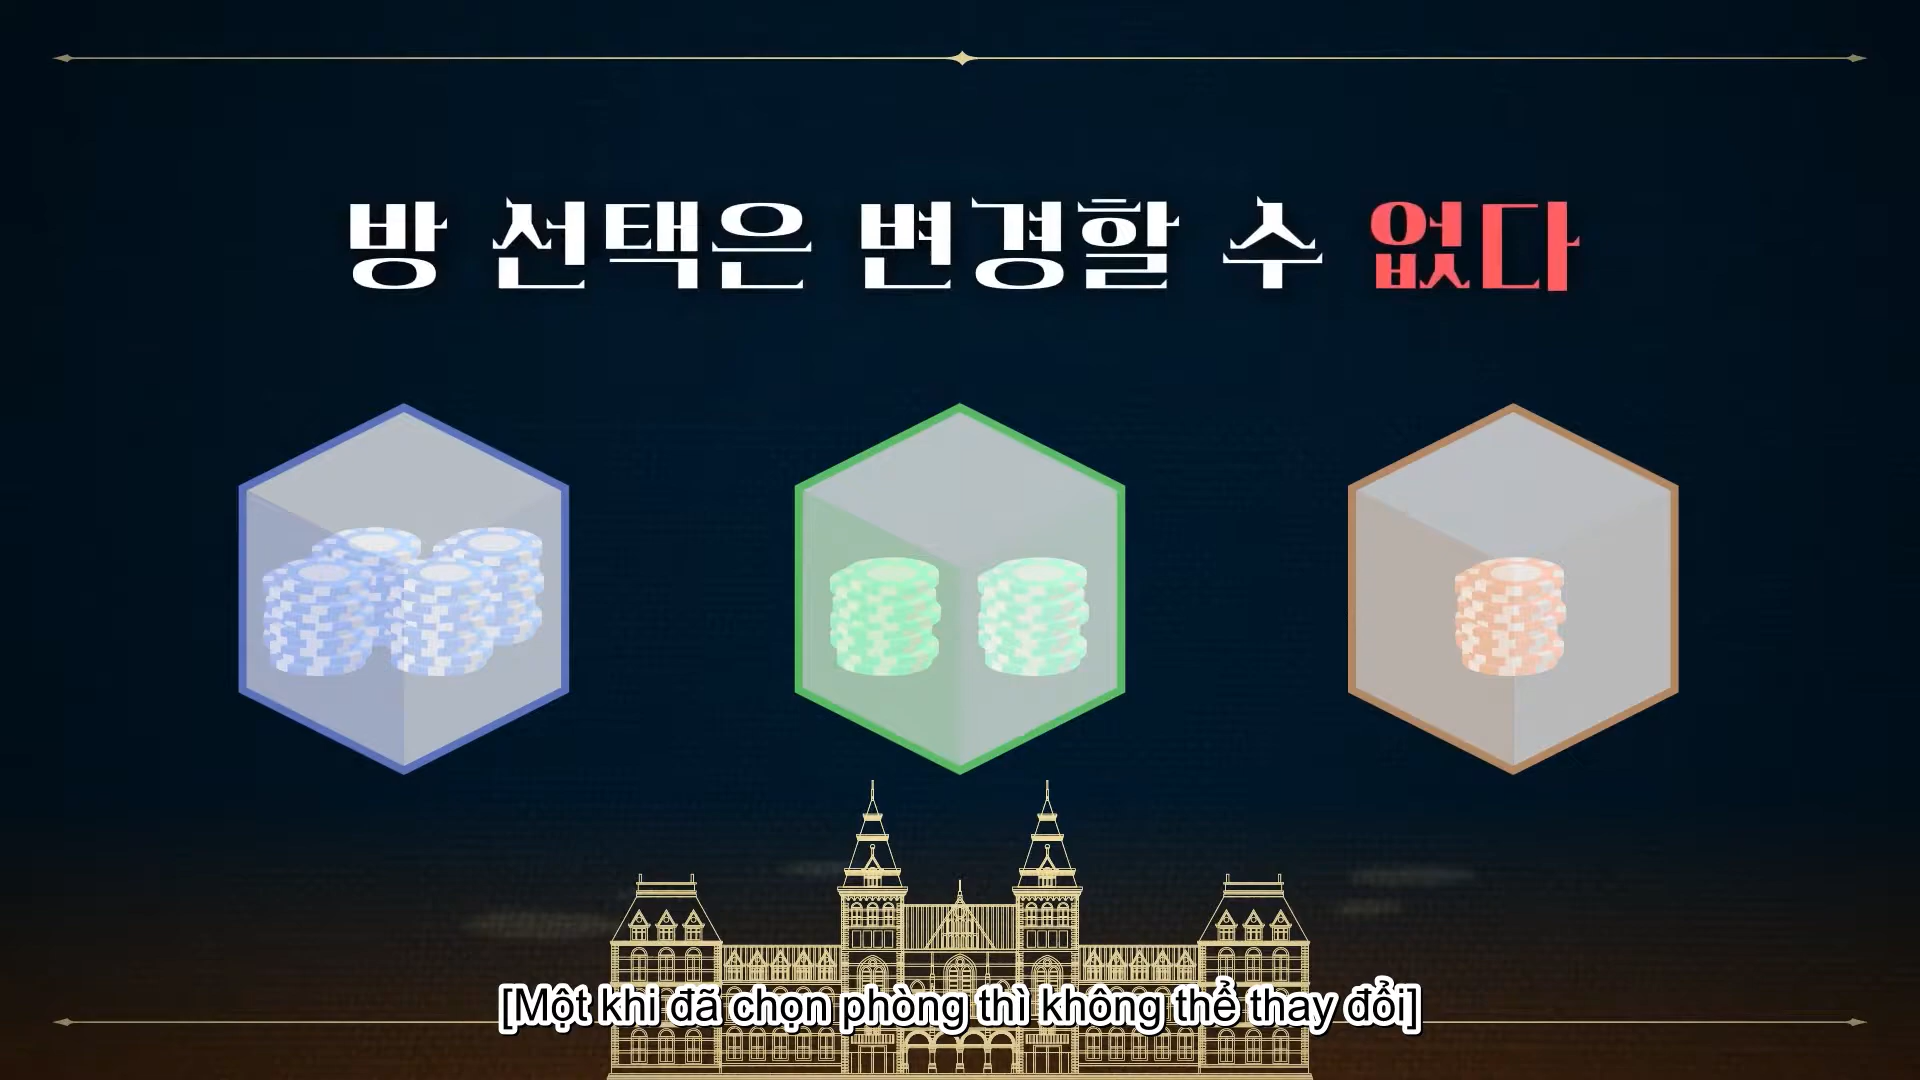 방 선택은 변경할 수 없다
[Một khi đã chọn phòng thì không thể thay đổi]